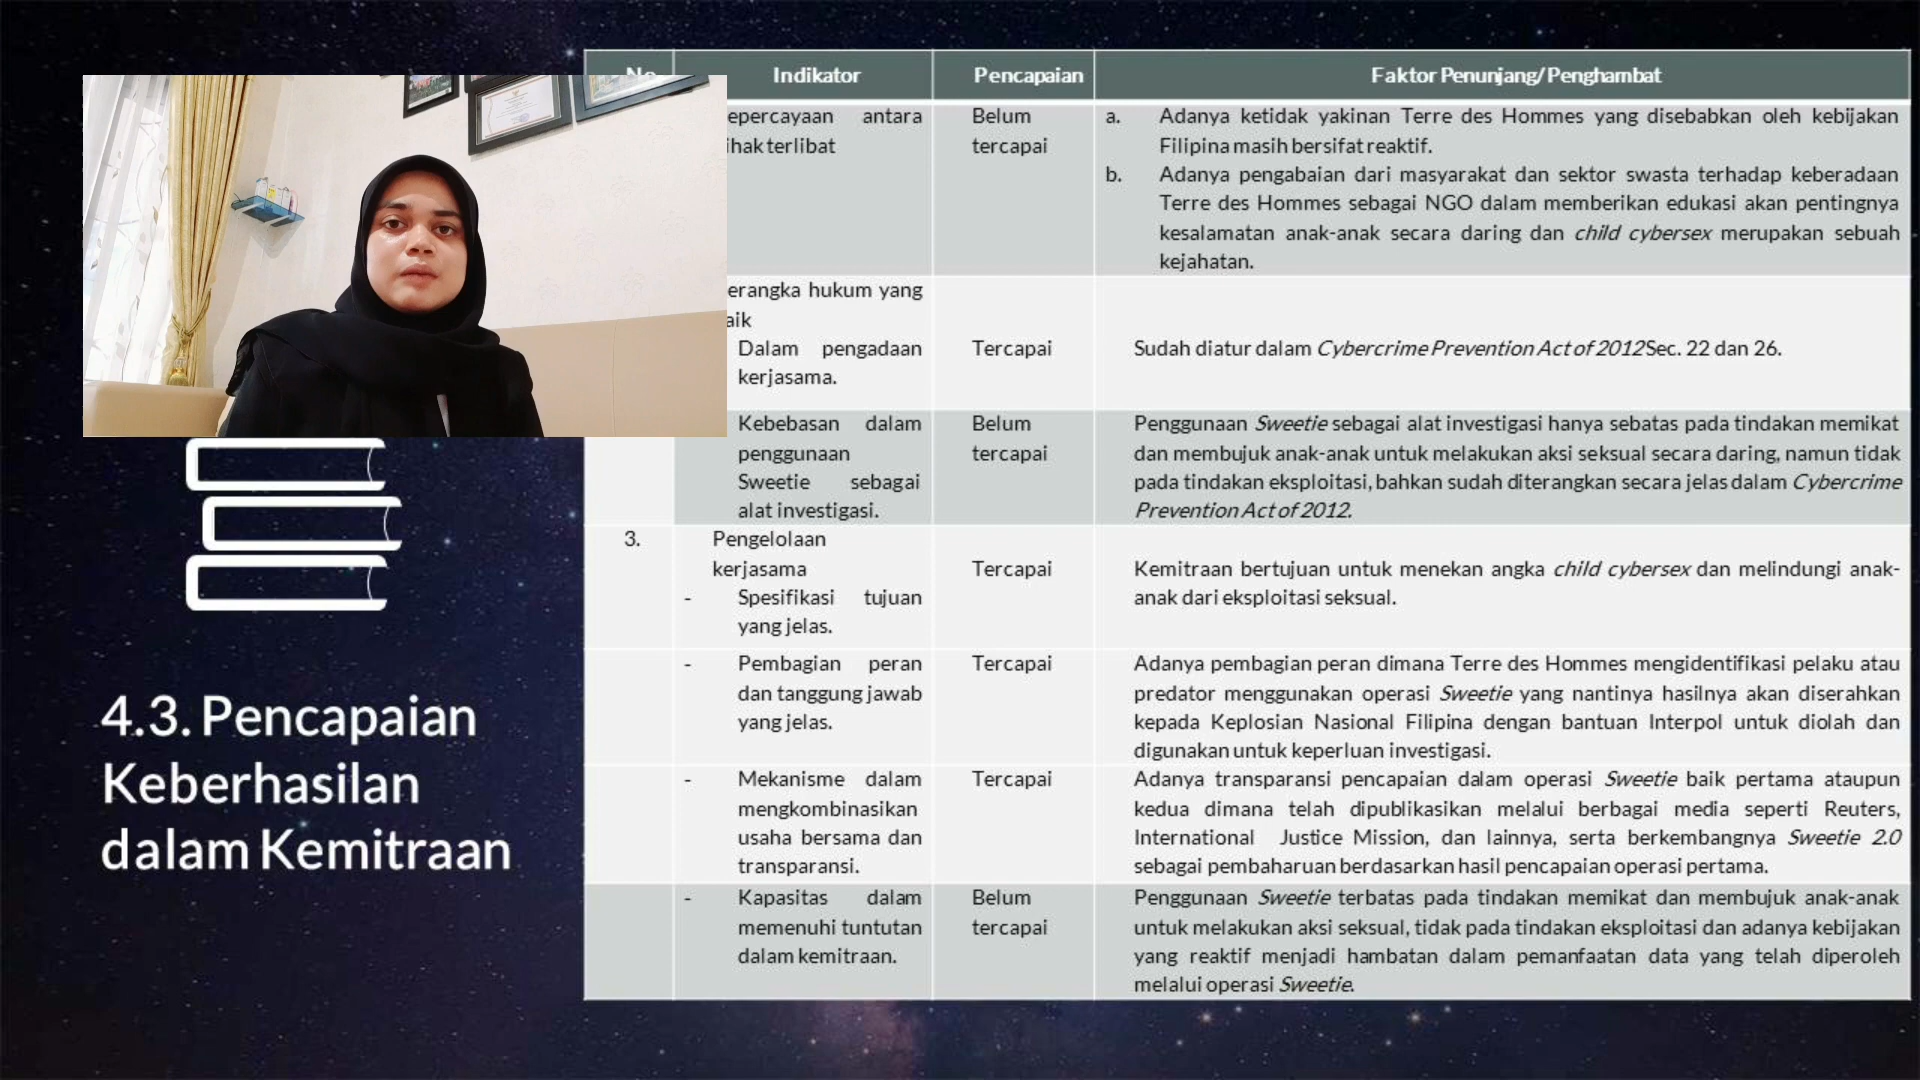 No
Indikator
Pencapaian
Faktor Penunjang/Penghambat
epercayaan antara
ihak terlibat
Belum
tercapai
a. Adanya ketidak yakinan Terre des Hommes yang disebabkan oleh kebijakan
Filipina masih bersifat reaktif.
b. Adanya pengabaian dari masyarakat dan sektor swasta terhadap keberadaan
Terre des Hommes sebagai NGO dalam memberikan edukasi akan pentingnya
kesalamatan anak-anak secara daring dan child cybersex merupakan sebuah
kejahatan.
erangka hukum yang
aik
Dalam pengadaan
kerjasama.
Tercapai
Sudah diatur dalam Cybercrime Prevention Act of 2012 Sec. 22 dan 26.
Kebebasan dalam
penggunaan
Sweetie sebagai
alat investigasi.
Belum
tercapai
Penggunaan Sweetie sebagai alat investigasi hanya sebatas pada tindakan memikat
dan membujuk anak-anak untuk melakukan aksi seksual secara daring, namun tidak
pada tindakan eksploitasi, bahkan sudah diterangkan secara jelas dalam Cybercrime
Prevention Act of 2012.
3.
Pengelolaan
kerjasama
- Spesifikasi tujuan
yang jelas.
Tercapai
Kemitraan bertujuan untuk menekan angka child cybersex dan melindungi anak-
anak dari eksploitasi seksual.
- Pembagian peran
dan tanggung jawab
yang jelas.
Tercapai
Adanya pembagian peran dimana Terre des Hommes mengidentifikasi pelaku atau
predator menggunakan operasi Sweetie yang nantinya hasilnya akan diserahkan
kepada Keplosian Nasional Filipina dengan bantuan Interpol untuk diolah dan
digunakan untuk keperluan investigasi.
- Mekanisme dalam
mengkombinasikan
usaha bersama dan
transparansi.
Tercapai
Adanya transparansi pencapaian dalam operasi Sweetie baik pertama ataupun
kedua dimana telah dipublikasikan melalui berbagai media seperti Reuters,
International Justice Mission, dan lainnya, serta berkembangnya Sweetie 2.0
sebagai pembaharuan berdasarkan hasil pencapaian operasi pertama.
- Kapasitas dalam
memenuhi tuntutan
dalam kemitraan.
Belum
tercapai
Penggunaan Sweetie terbatas pada tindakan memikat dan membujuk anak-anak
untuk melakukan aksi seksual, tidak pada tindakan eksploitasi dan adanya kebijakan
yang reaktif menjadi hambatan dalam pemanfaatan data yang telah diperoleh
melalui operasi Sweetie.
4.3. Pencapaian
Keberhasilan
dalam Kemitraan